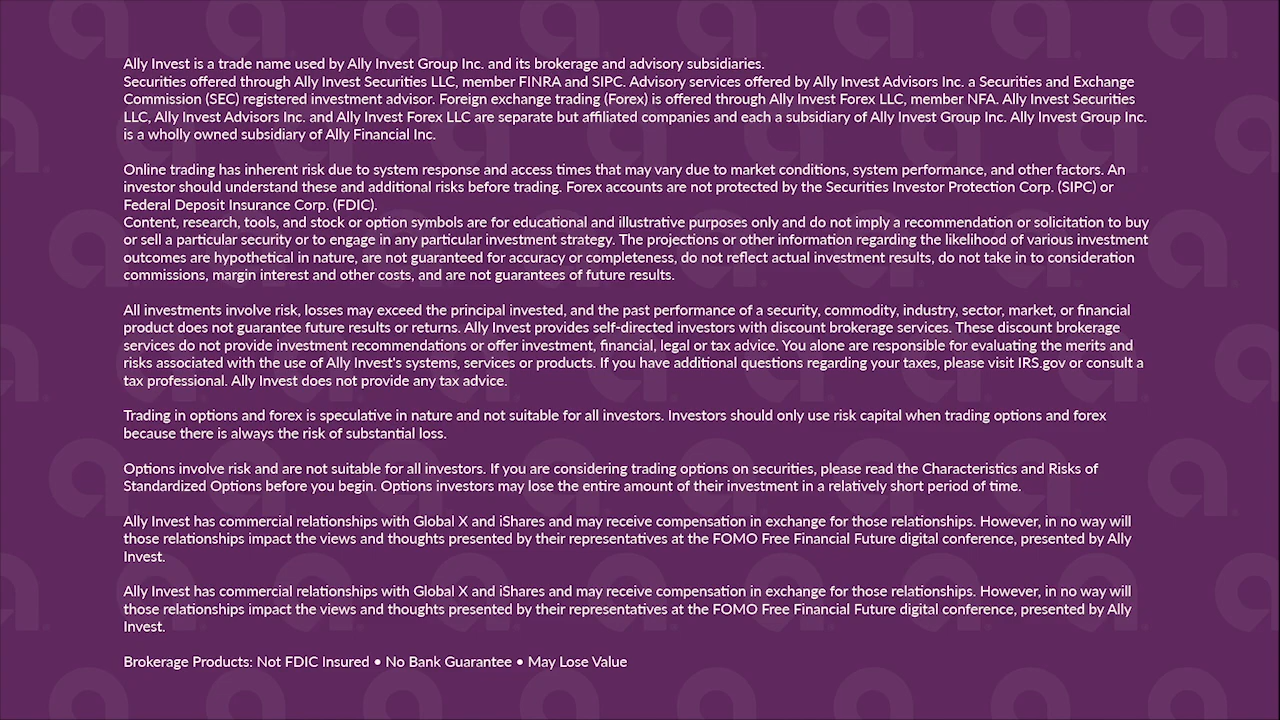 Ally Invest is a trade name used by Ally Invest Group Inc. and its brokerage and advisory subsidiaries.
Securities offered through Ally Invest Securities LLC, member FINRA and SIPC. Advisory services offered by Ally Invest Advisors Inc. a Securities and Exchange
Commission (SEC) registered investment advisor. Foreign exchange trading (Forex) is offered through Ally Invest Forex LLC, member NFA. Ally Invest Securities
LLC, Ally Invest Advisors Inc. and Ally Invest Forex LLC are separate but affiliated companies and each a subsidiary of Ally Invest Group Inc. Ally Invest Group Inc.
is a wholly owned subsidiary of Ally Financial Inc.
Online trading has inherent risk due to system response and access times that may vary due to market conditions, system performance, and other factors. An
investor should understand these and additional risks before trading. Forex accounts are not protected by the Securities Investor Protection Corp. (SIPC) or
Federal Deposit Insurance Corp. (FDIC).
Content, research, tools, and stock or option symbols are for educational and illustrative purposes only and do not imply a recommendation or solicitation to buy
or sell a particular security or to engage in any particular investment strategy. The projections or other information regarding the likelihood of various investment
outcomes are hypothetical in nature, are not guaranteed for accuracy or completeness, do not reflect actual investment results, do not take in to consideration
commissions, margin interest and other costs, and are not guarantees of future results.
All investments involve risk, losses may exceed the principal invested, and the past performance of a security, commodity, industry, sector, market, or financial
product does not guarantee future results or returns. Ally Invest provides self-directed investors with discount brokerage services. These discount brokerage
services do not provide investment recommendations or offer investment, financial, legal or tax advice. You alone are responsible for evaluating the merits and
risks associated with the use of Ally Invest's systems, services or products. If you have additional questions regarding your taxes, please visit IRS.gov or consult a
tax professional. Ally Invest does not provide any tax advice.
Trading in options and forex is speculative in nature and not suitable for all investors. Investors should only use risk capital when trading options and forex
because there is always the risk of substantial loss.
Options involve risk and are not suitable for all investors. If you are considering trading options on securities, please read the Characteristics and Risks of
Standardized Options before you begin. Options investors may lose the entire amount of their investment in a relatively short period of time.
Ally Invest has commercial relationships with Global X and iShares and may receive compensation in exchange for those relationships. However, in no way will
those relationships impact the views and thoughts presented by their representatives at the FOMO Free Financial Future digital conference, presented by Ally
Invest.
Ally Invest has commercial relationships with Global X and iShares and may receive compensation in exchange for those relationships. However, in no way will
those relationships impact the views and thoughts presented by their representatives at the FOMO Free Financial Future digital conference, presented by Ally
Invest.
Brokerage Products: Not FDIC Insured • No Bank Guarantee • May Lose Value